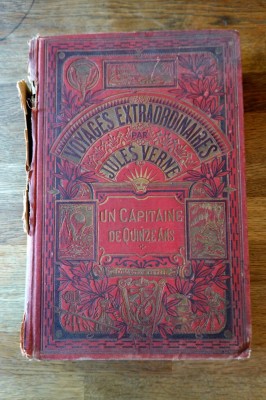 VOYAGES EXTRAORDINAIRES
PAR
JULES VERNE
UN CAPITAINE
DE QUINZE ANS